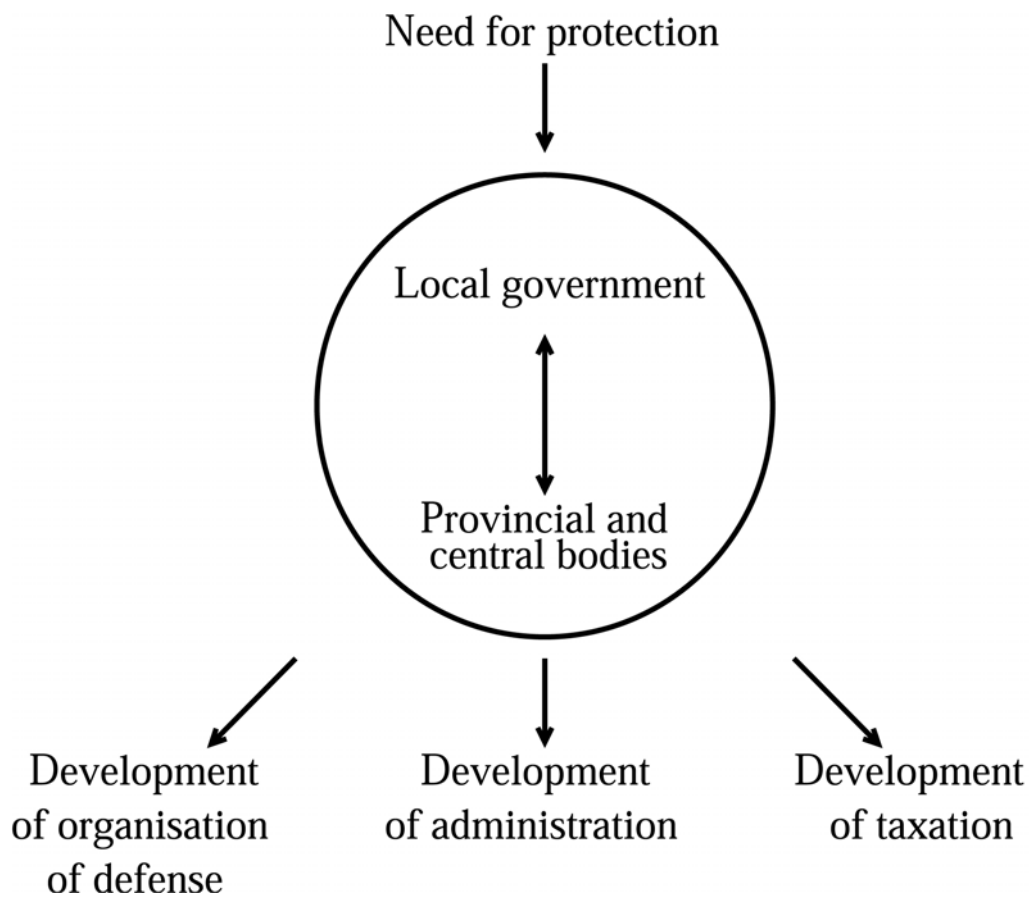 Need for protection
Local government
Provincial and
central bodies
Development
of organisation
of defense
Development
of administration
Development
of taxation